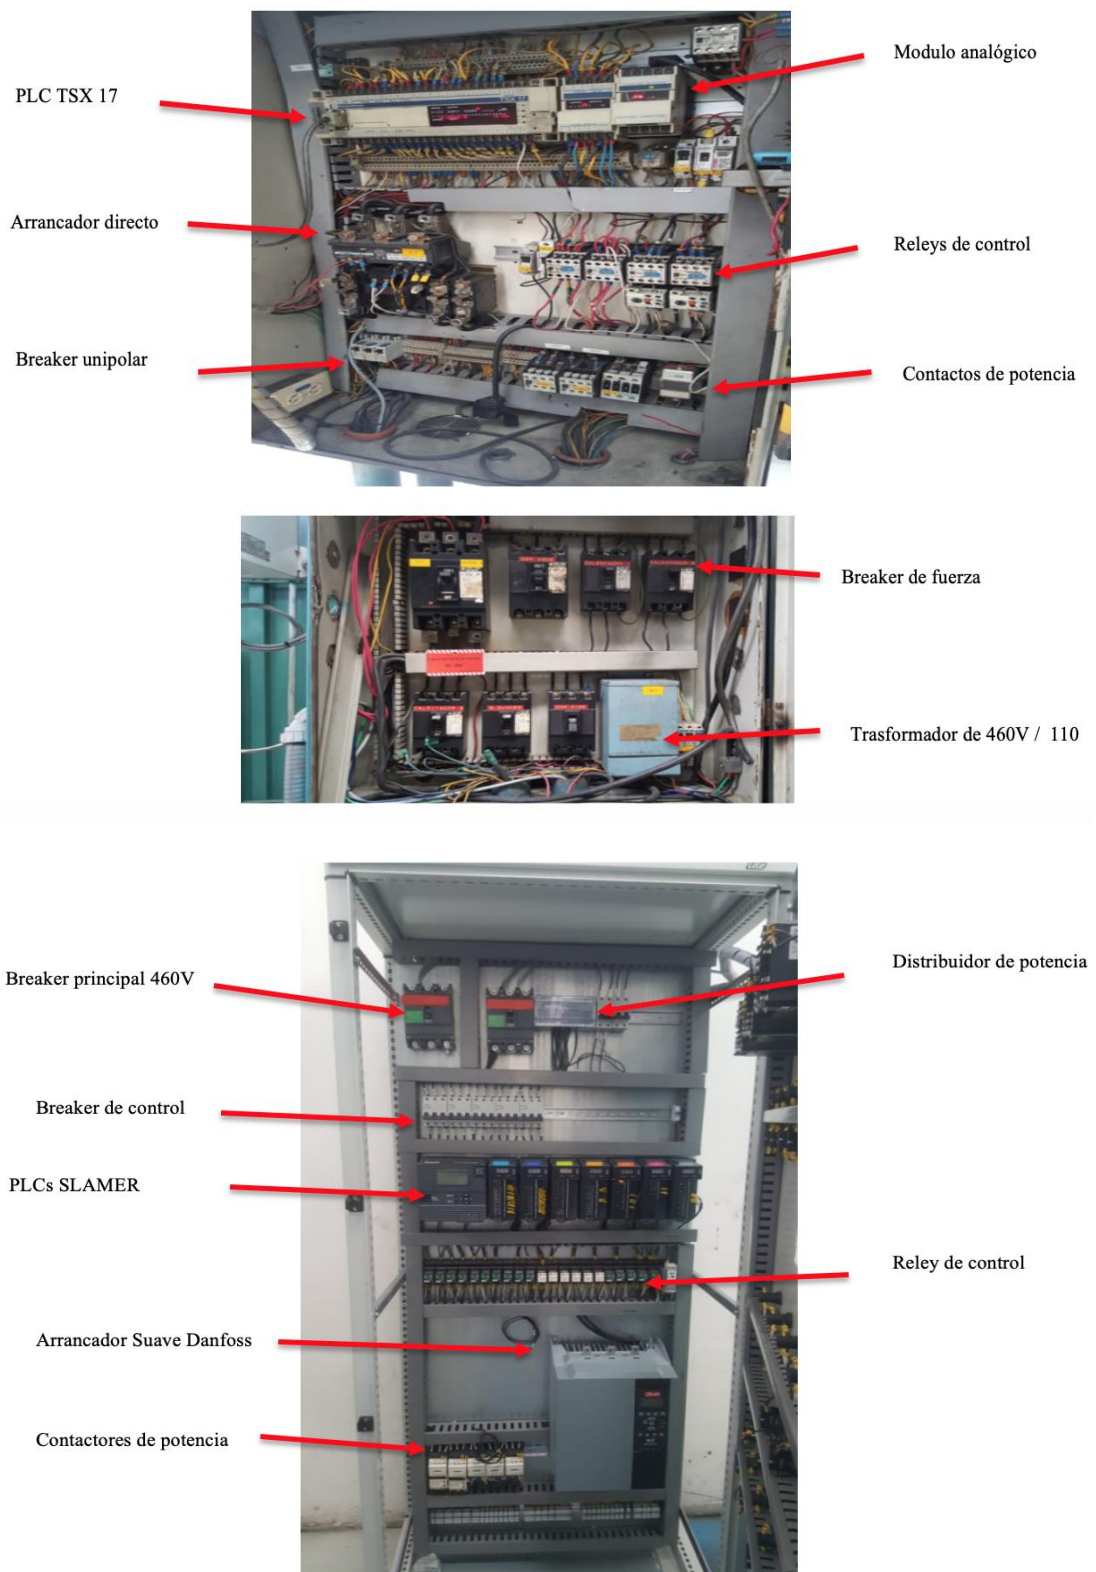 Modulo analógico
PLC TSX 17
Arrancador directo
Releys de control
Breaker unipolar
Contactos de potencia
Breaker de fuerza
Trasformador de 460V / 110
Distribuidor de potencia
Breaker principal 460V
Breaker de control
PLCs SLAMER
Reley de control
Arrancador Suave Danfoss
Contactores de potencia